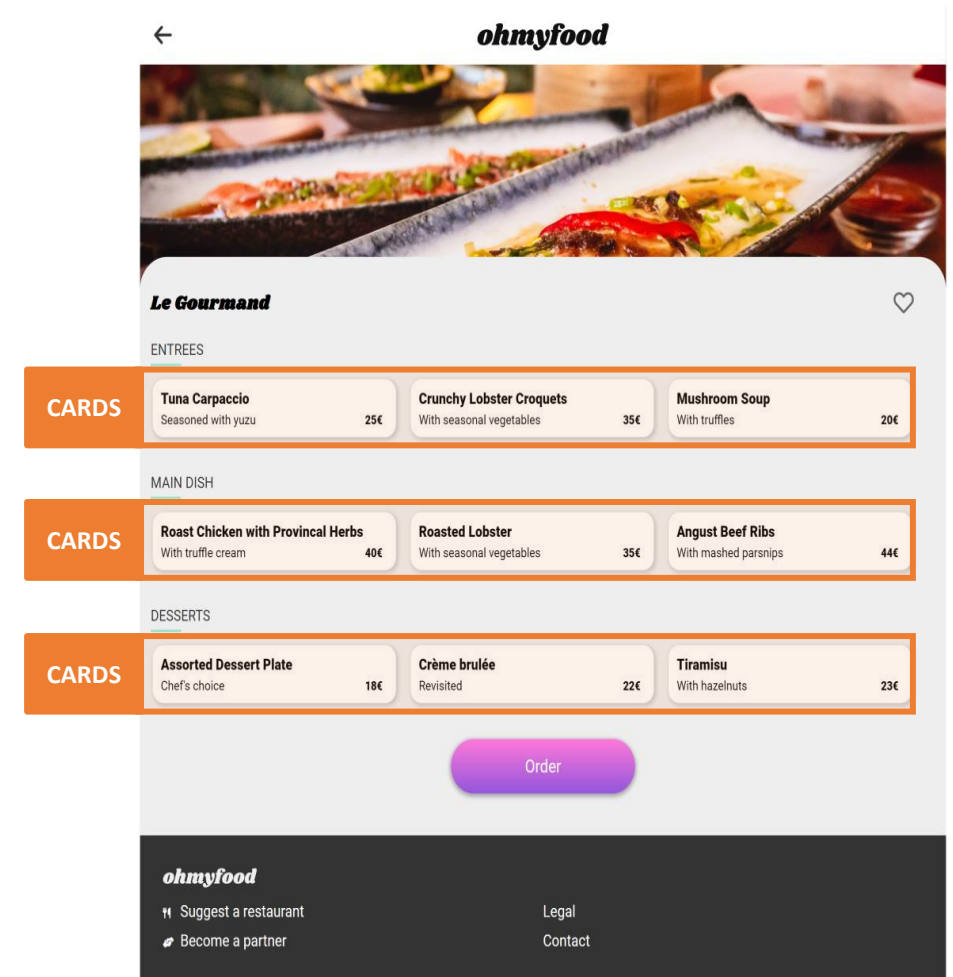 ohmyfood
Le Gourmand
ENTREES
CARDS
Tuna Carpaccio
Seasoned with yuzu 25€
Crunchy Lobster Croquets
With seasonal vegetables 35€
Mushroom Soup
With truffles 20€
MAIN DISH
CARDS
Roast Chicken with Provincal Herbs
With truffle cream 40€
Roasted Lobster
With seasonal vegetables 35€
Angust Beef Ribs
With mashed parsnips 44€
DESSERTS
CARDS
Assorted Dessert Plate
Chef's choice 18€
Crème brulée
Revisited 22€
Tiramisu
With hazelnuts 23€
Order
ohmyfood
Suggest a restaurant
Become a partner
Legal
Contact